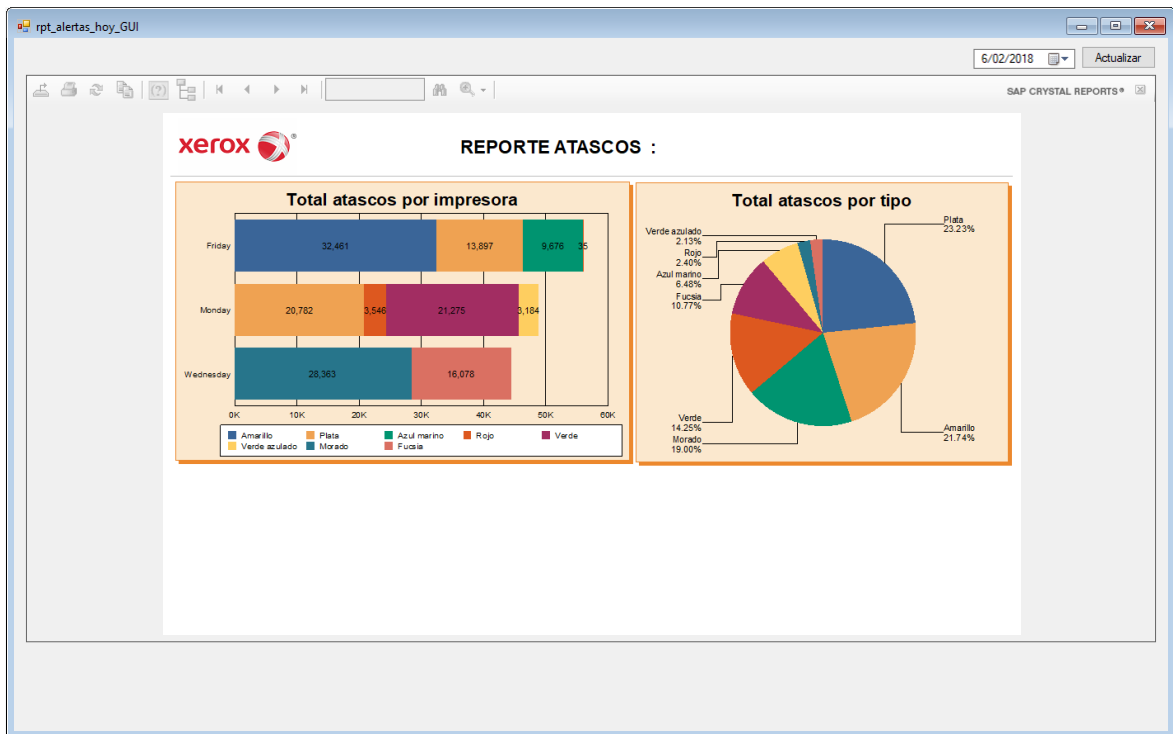 rpt_alertas_hoy_GUI
6/02/2018
Actualizar
SAP CRYSTAL REPORTS®
xerox
REPORTE ATASCOS :
Total atascos por impresora
Friday
32,461
13,897
9,676
35
Monday
20,782
3,546
21,275
3,184
Wednesday
28,363
16,078
0K
10K
20K
30K
40K
50K
60K
Amarillo
Plata
Azul marino
Rojo
Verde
Verde azulado
Morado
Fucsia
Total atascos por tipo
Plata
23.23%
Verde azulado
2.13%
Rojo
2.40%
Azul marino
6.48%
Fucsia
10.77%
Verde
14.25%
Morado
19.00%
Amarillo
21.74%